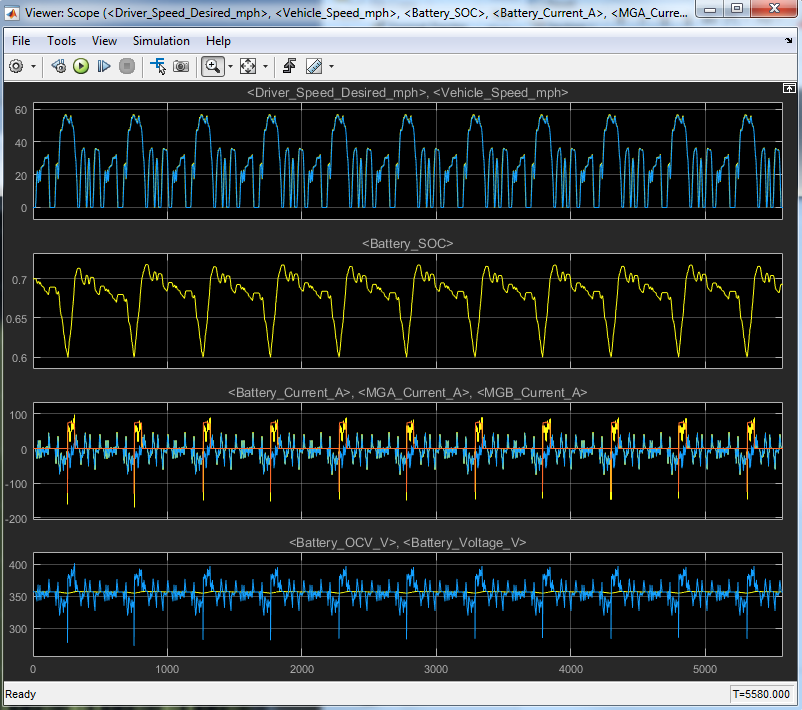 Viewer: Scope (<Driver_Speed_Desired_mph>, <Vehicle_Speed_mph>, <Battery_SOC>, <Battery_Current_A>, <MGA_Curre...
File Tools View Simulation Help
<Driver_Speed_Desired_mph>, <Vehicle_Speed_mph>
60
40
20
0
<Battery_SOC>
0.7
0.65
0.6
<Battery_Current_A>, <MGA_Current_A>, <MGB_Current_A>
100
0
-100
-200
<Battery_OCV_V>, <Battery_Voltage_V>
400
350
300
0 1000 2000 3000 4000 5000
Ready T=5580.000